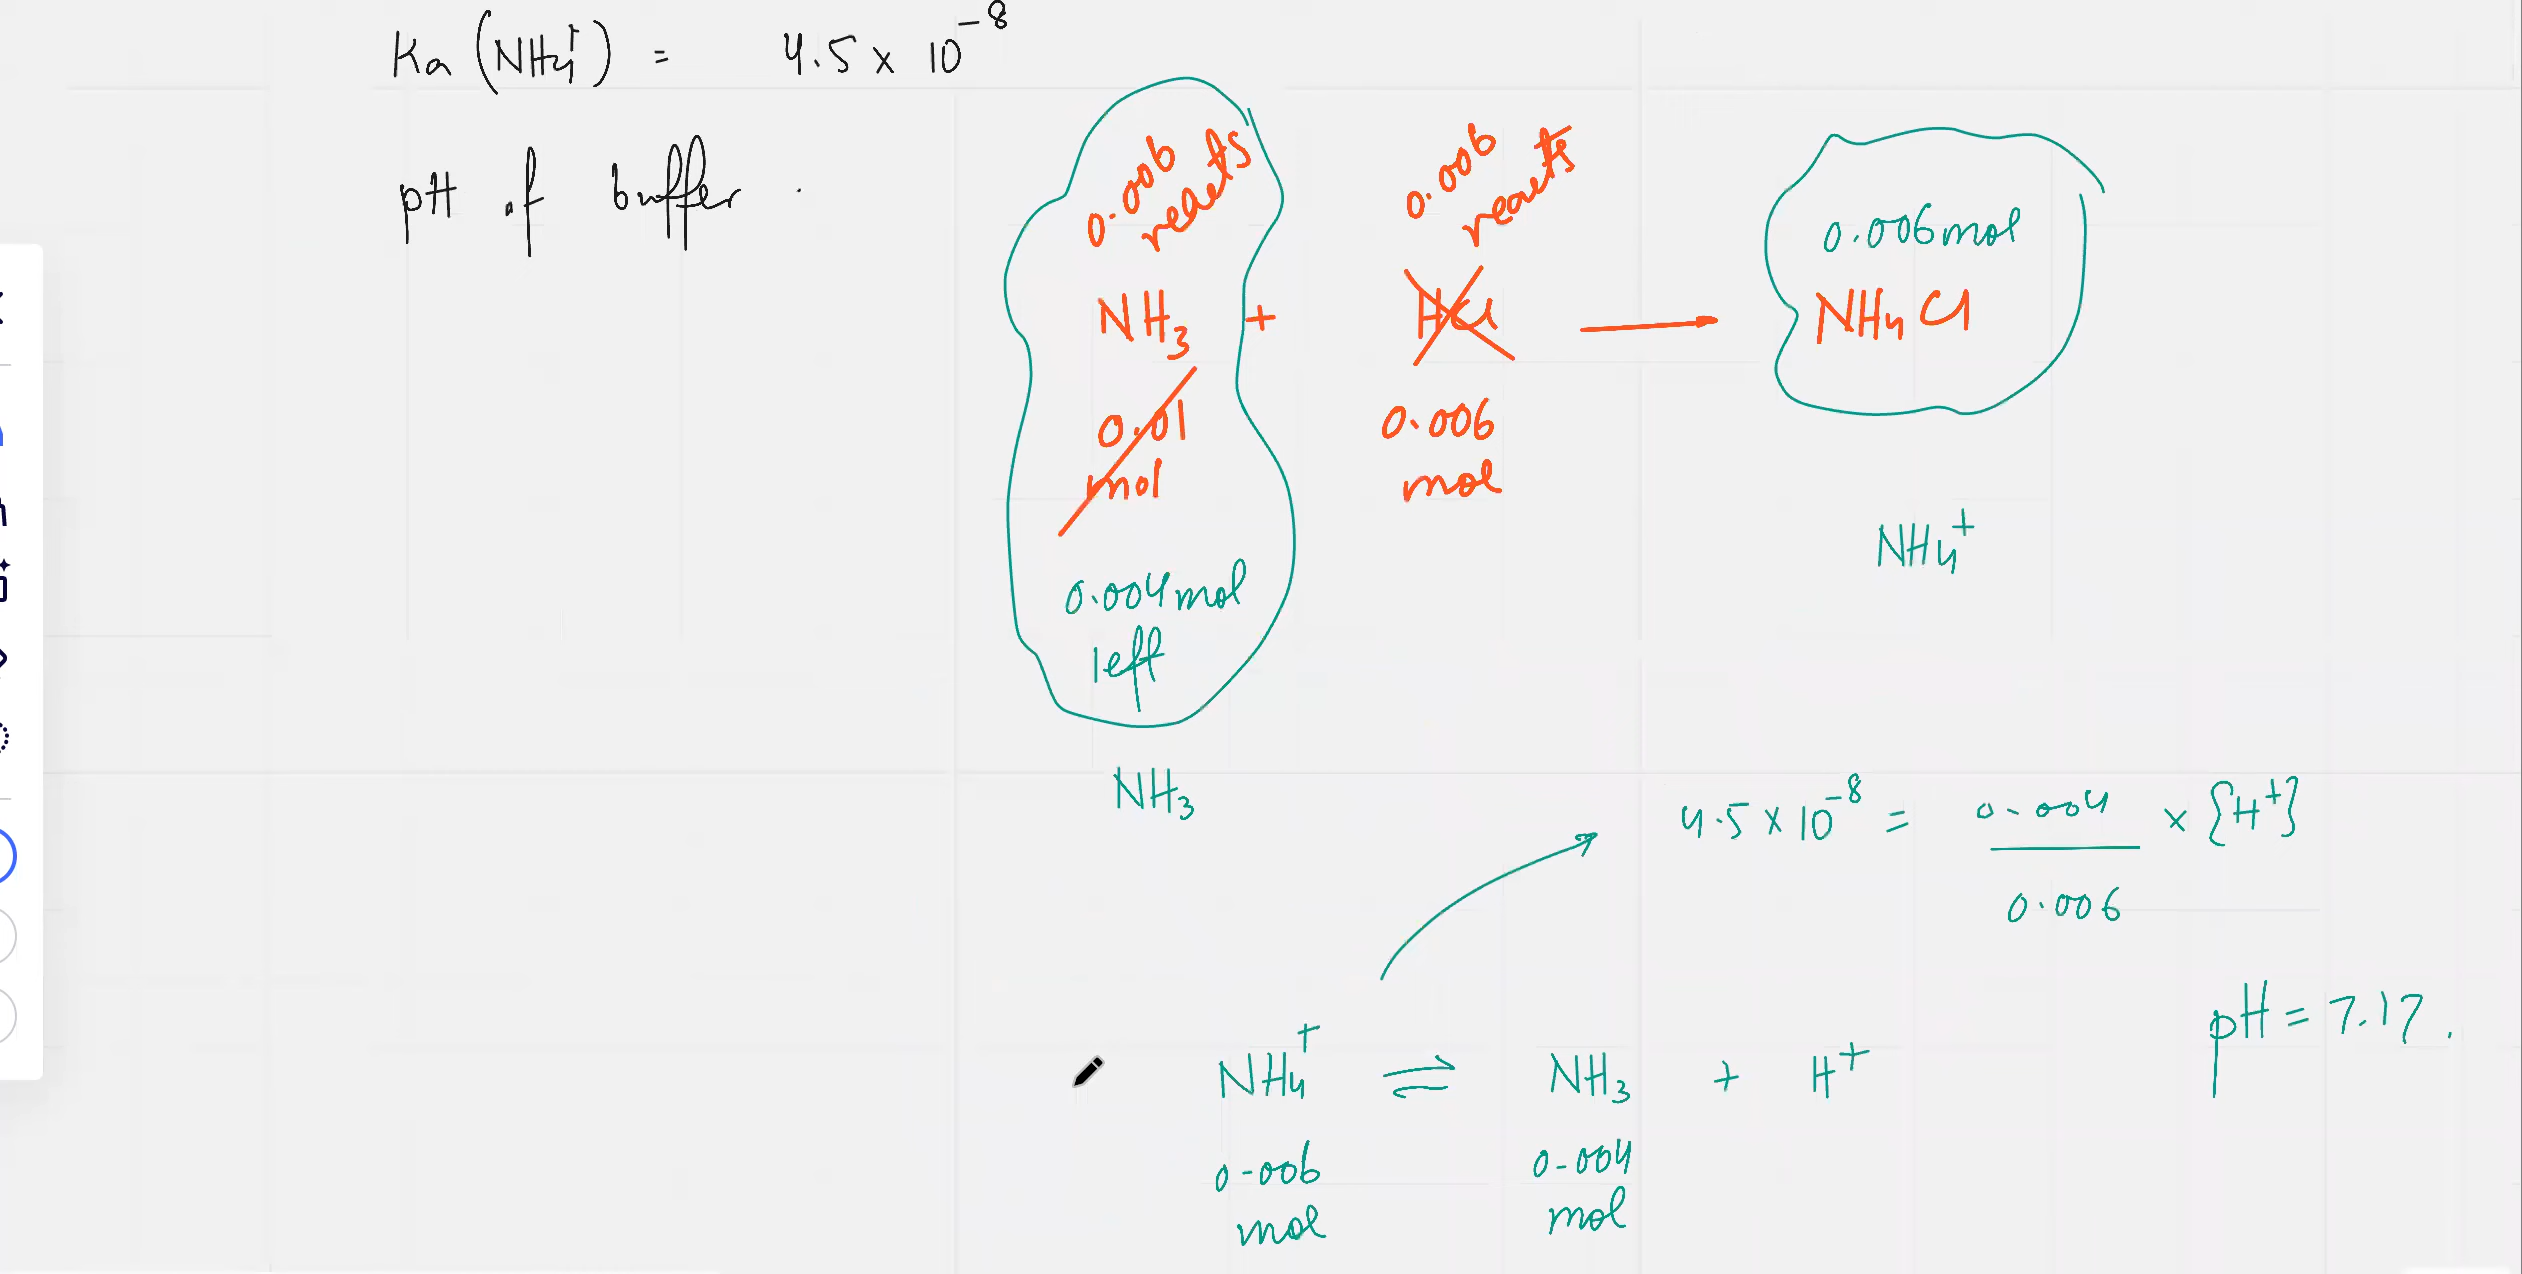 Ka (NH4+) = 4.5 x 10^-8
pH of buffer.
0.006 reacts
0.006 reacts
0.006 mol
NH3 + HCl → NH4Cl
0.01 mol
0.006 mol
0.004 mol left
NH4+
NH3
4.5 x 10^-8 = 0.004 / 0.006 x {H+}
pH = 7.17.
NH4+ ⇌ NH3 + H+
0.006 mol
0.004 mol